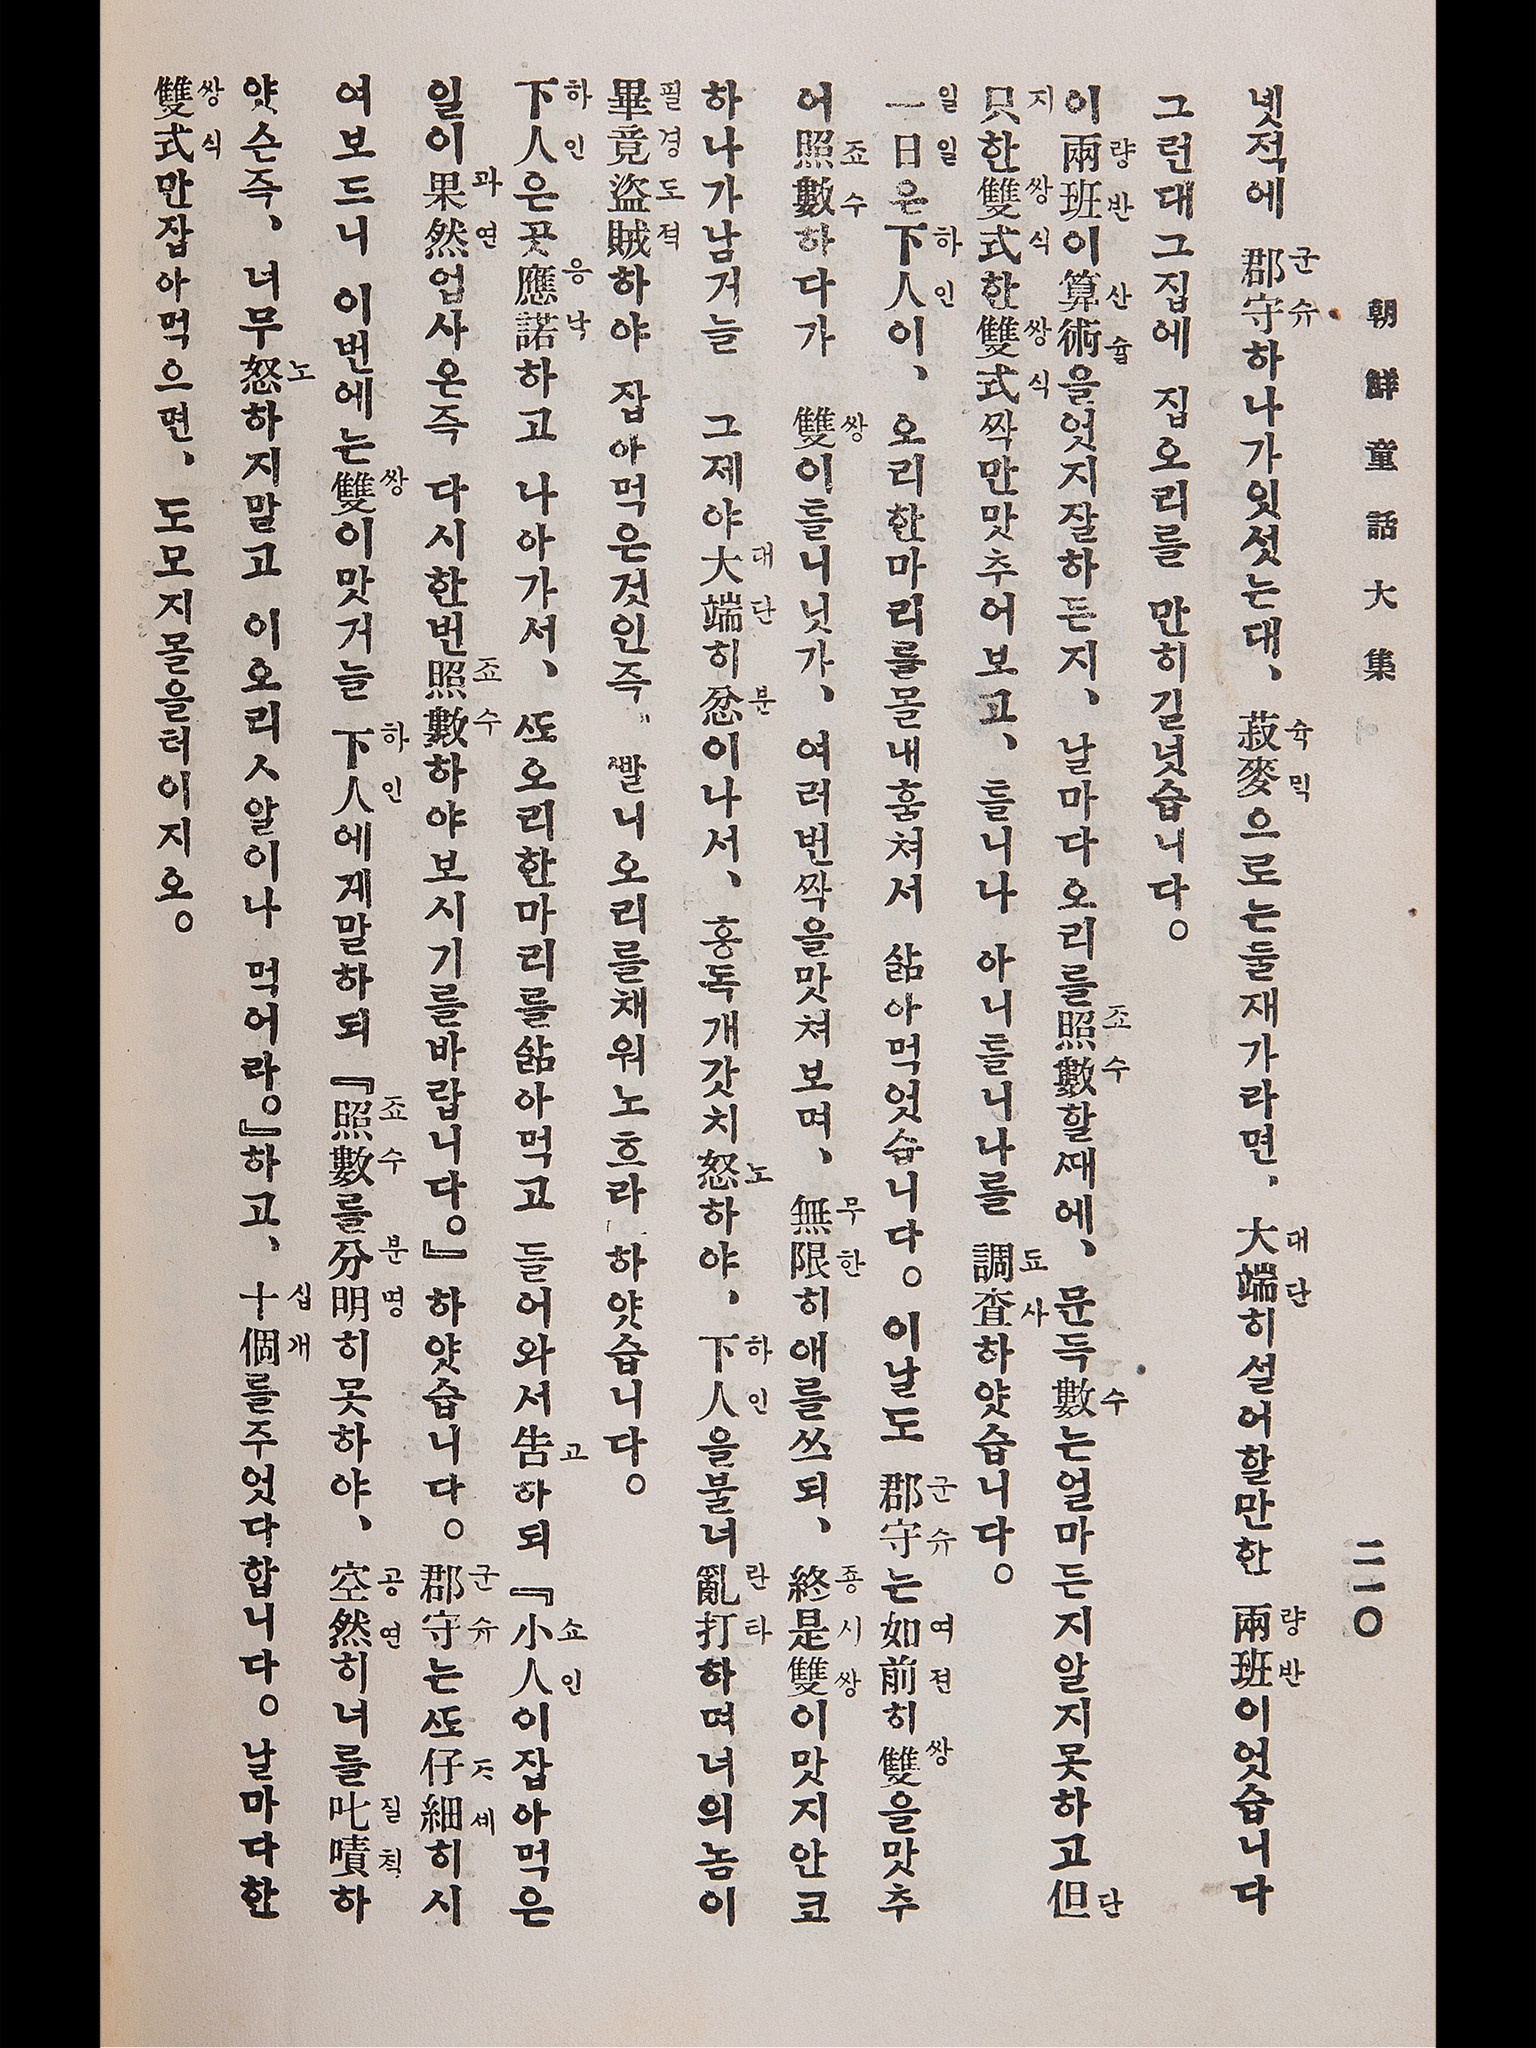 朝鮮童話大集
二一〇
녯적에 郡守하나가잇섯는대、菽麥으로는둘재가라면、大端히설어할만한 兩班이엇습니다
그런대그집에 집오리를 만히길넛습니다。
이兩班이算術을엇지잘하든지、날마다오리를照數할ㅅ재에、문득數는얼마든지알지못하고但
只한雙式한雙式짝만맛추어보고、틀니나 아니틀니나를 調査하얏습니다。
一日은下人이、오리한마리를몰내훔쳐서 삶아먹엇습니다。이날도 郡守는如前히雙을맛추
어照數하다가 雙이틀니닛가、여러번짝을맛쳐보며、無限히애를쓰되、終是雙이맛지안코
하나가남거늘 그제야大端히忿이나서、홍독개갓치怒하야、下人을불너亂打하며너의놈이
畢竟盜賊하야 잡아먹은것인즉、ᄲᅡᆯ니오리를채워노흐라 하얏습니다。
下人은곳應諾하고 나아가서、ᄯᅩ오리한마리를삶아먹고 들어와서告하되『小人이잡아먹은
일이果然업사온즉 다시한번照數하야보시기를바랍니다。』하얏습니다。郡守는ᄯᅩ仔細히시
여보드니 이번에는雙이맛거늘 下人에게말하되『照數를分明히못하야、空然히너를叱嘖하
얏슨즉、너무怒하지말고 이오리ㅅ알이나 먹어라。』하고、十個를주엇다합니다。날마다한
雙式만잡아먹으면、도모지몰을터이지오。